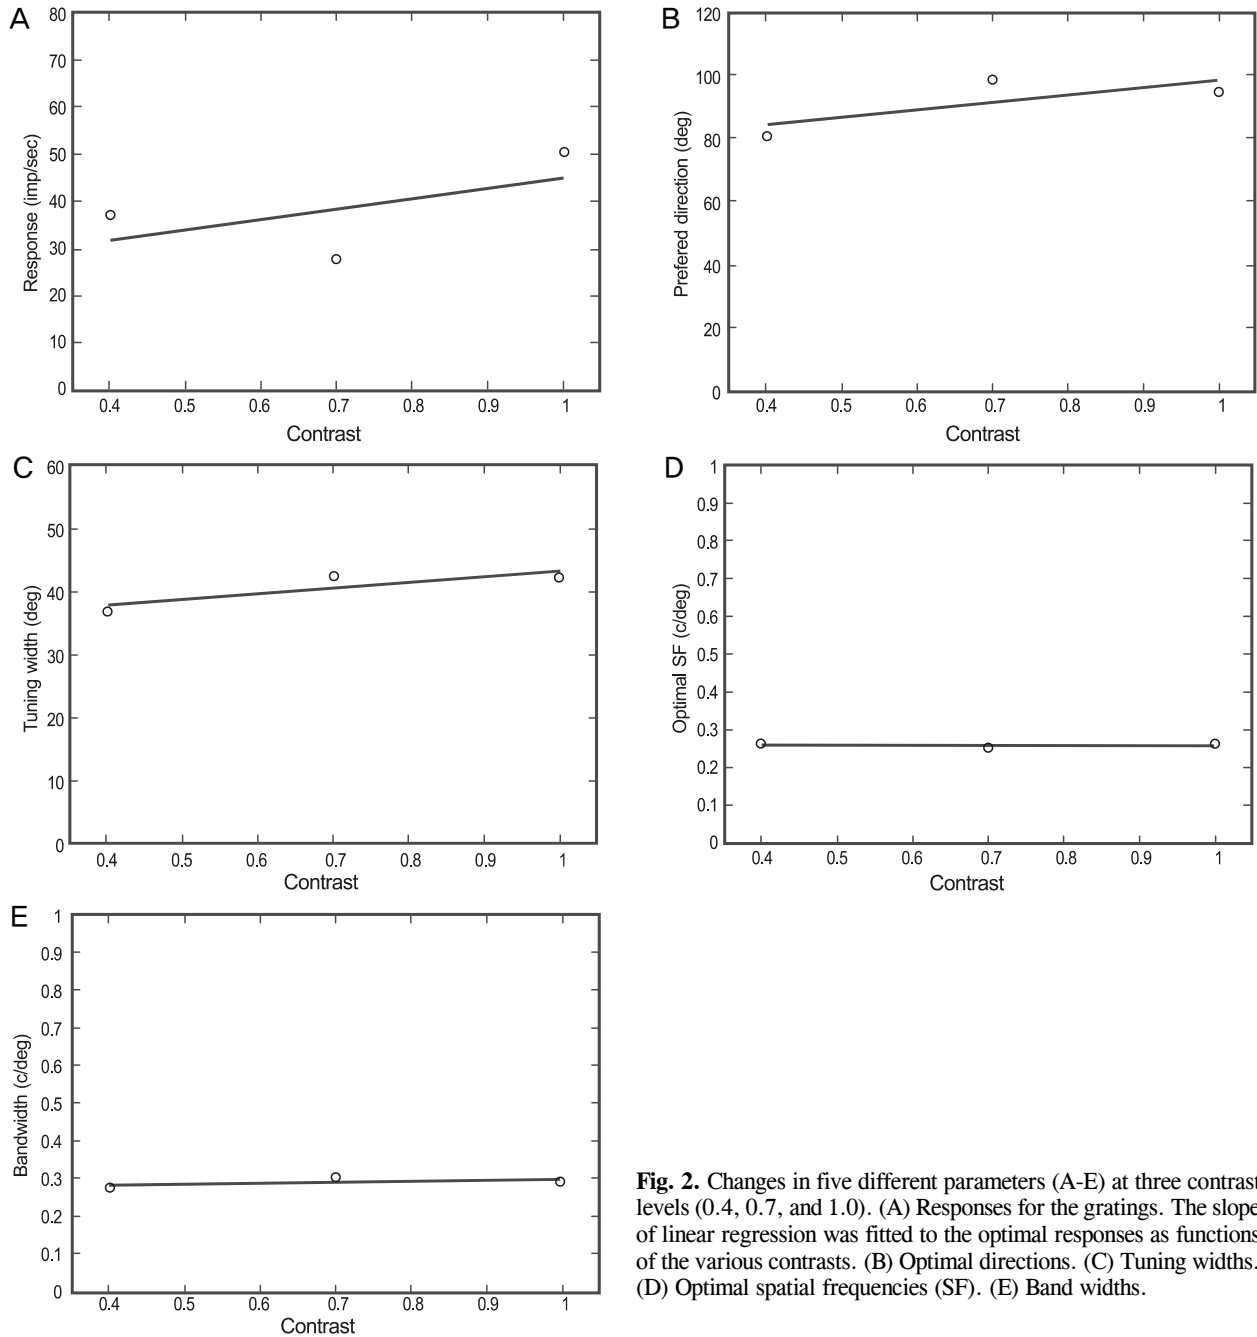 A
80
70
60
50
40
30
20
10
0
Response (imp/sec)
0.4 0.5 0.6 0.7 0.8 0.9 1
Contrast
B
120
100
80
60
40
20
0
Prefered direction (deg)
0.4 0.5 0.6 0.7 0.8 0.9 1
Contrast
C
60
50
40
30
20
10
0
Tuning width (deg)
0.4 0.5 0.6 0.7 0.8 0.9 1
Contrast
D
1
0.9
0.8
0.7
0.6
0.5
0.4
0.3
0.2
0.1
0
Optimal SF (c/deg)
0.4 0.5 0.6 0.7 0.8 0.9 1
Contrast
E
1
0.9
0.8
0.7
0.6
0.5
0.4
0.3
0.2
0.1
0
Bandwidth (c/deg)
0.4 0.5 0.6 0.7 0.8 0.9 1
Contrast
Fig. 2. Changes in five different parameters (A-E) at three contrast
levels (0.4, 0.7, and 1.0). (A) Responses for the gratings. The slope
of linear regression was fitted to the optimal responses as functions
of the various contrasts. (B) Optimal directions. (C) Tuning widths.
(D) Optimal spatial frequencies (SF). (E) Band widths.